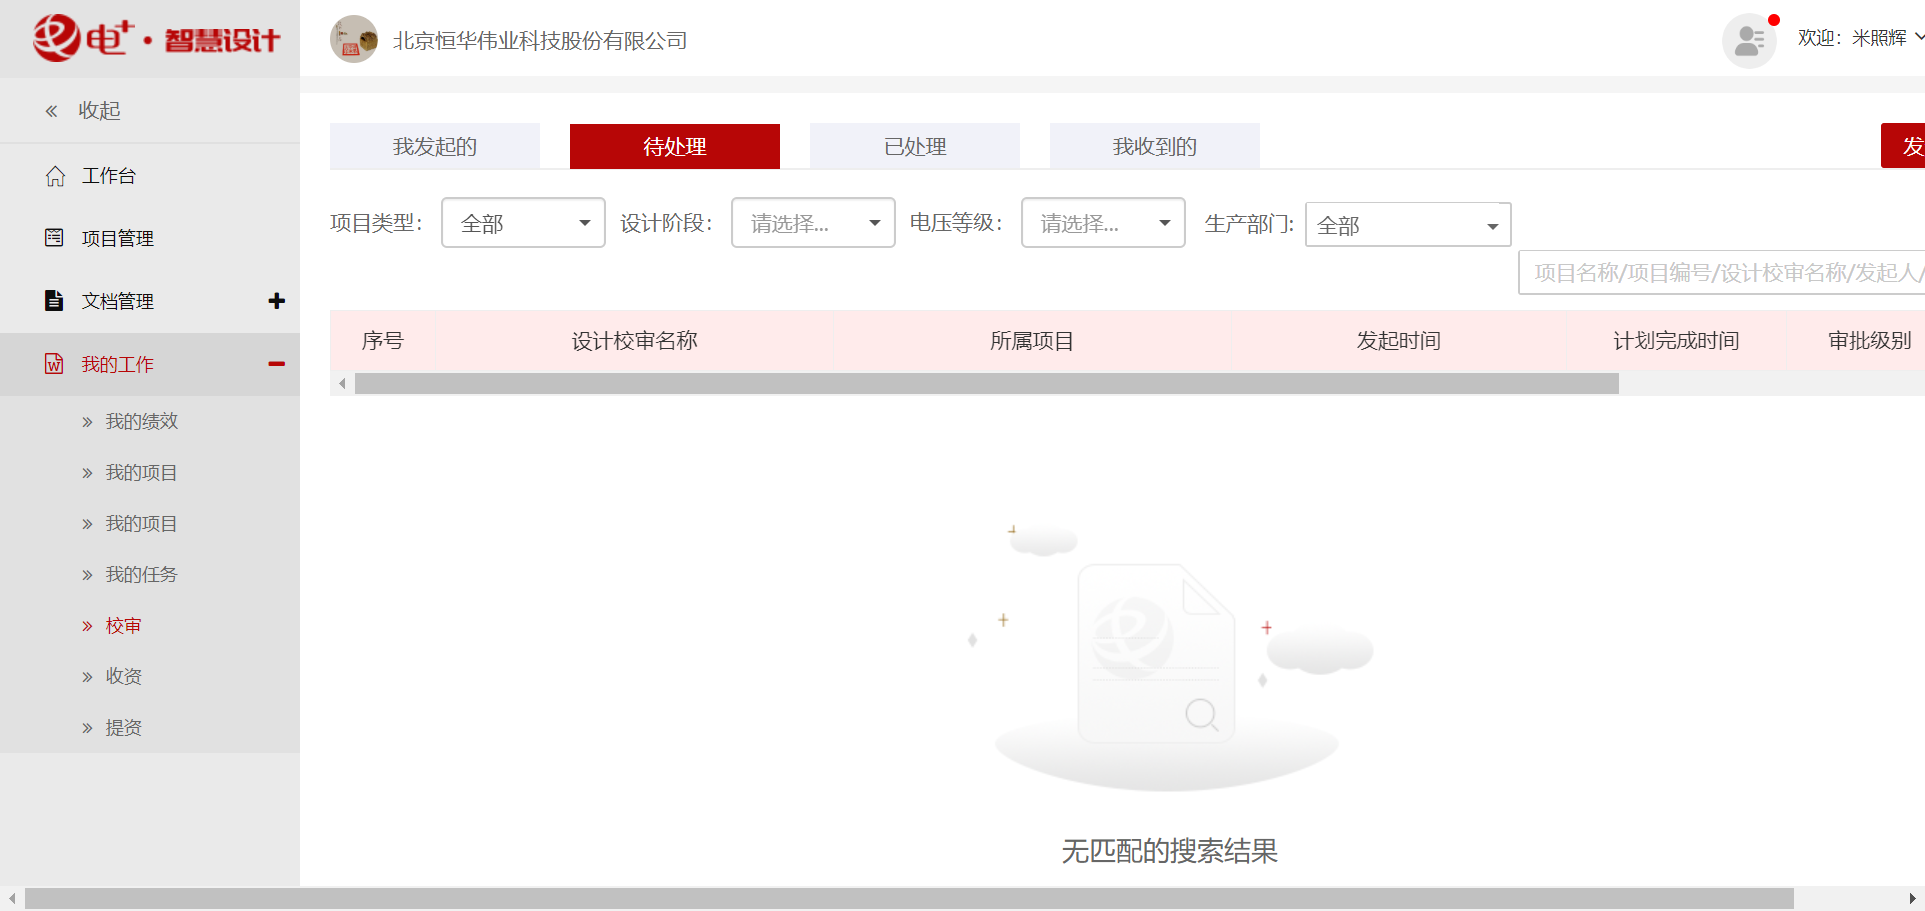 电+·智慧设计
北京恒华伟业科技股份有限公司
欢迎：米照辉
收起
工作台
项目管理
文档管理
我的工作
我的绩效
我的项目
我的项目
我的任务
校审
收资
提资
我发起的
待处理
已处理
我收到的
发
项目类型：
全部
设计阶段：
请选择...
电压等级：
请选择...
生产部门:
全部
项目名称/项目编号/设计校审名称/发起人/
序号
设计校审名称
所属项目
发起时间
计划完成时间
审批级别
无匹配的搜索结果